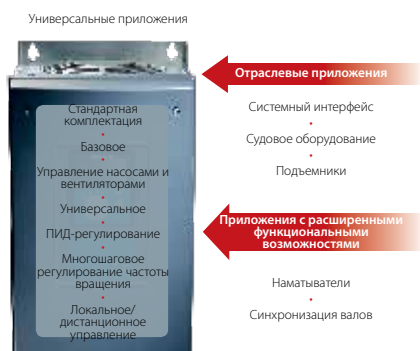 Универсальные приложения
Стандартная
комплектация
Базовое
Управление насосами и
вентиляторами
Универсальное
ПИД-регулирование
Многошаговое
регулирование частоты
вращения
Локальное/
дистанционное
управление
Отраслевые приложения
Системный интерфейс
Судовое оборудование
Подъемники
Приложения с расширенными
функциональными
возможностями
Наматыватели
Синхронизация валов